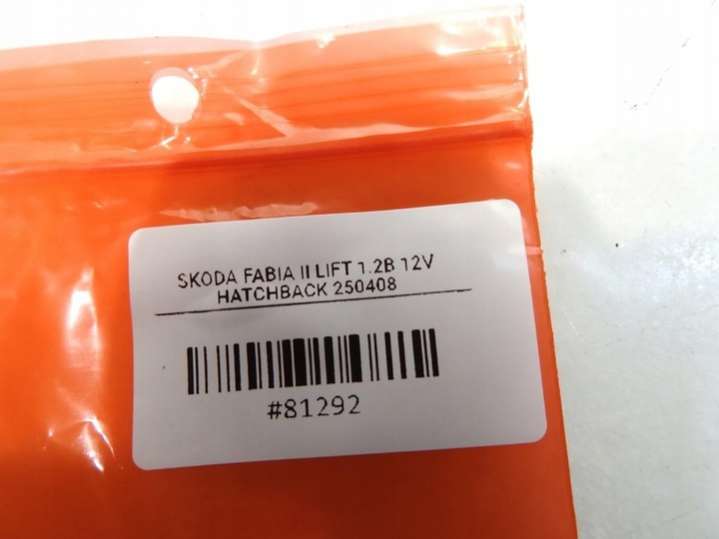 SKODA FABIA II LIFT 1.2B 12V
HATCHBACK 250408
#81292